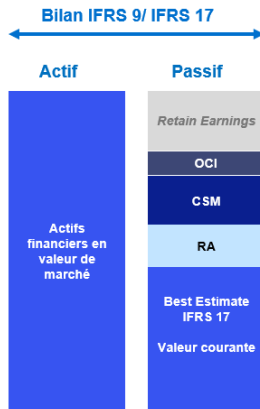 Bilan IFRS 9/ IFRS 17
Actif
Passif
Actifs
financiers en
valeur de
marché
Retain Earnings
OCI
CSM
RA
Best Estimate
IFRS 17
Valeur courante